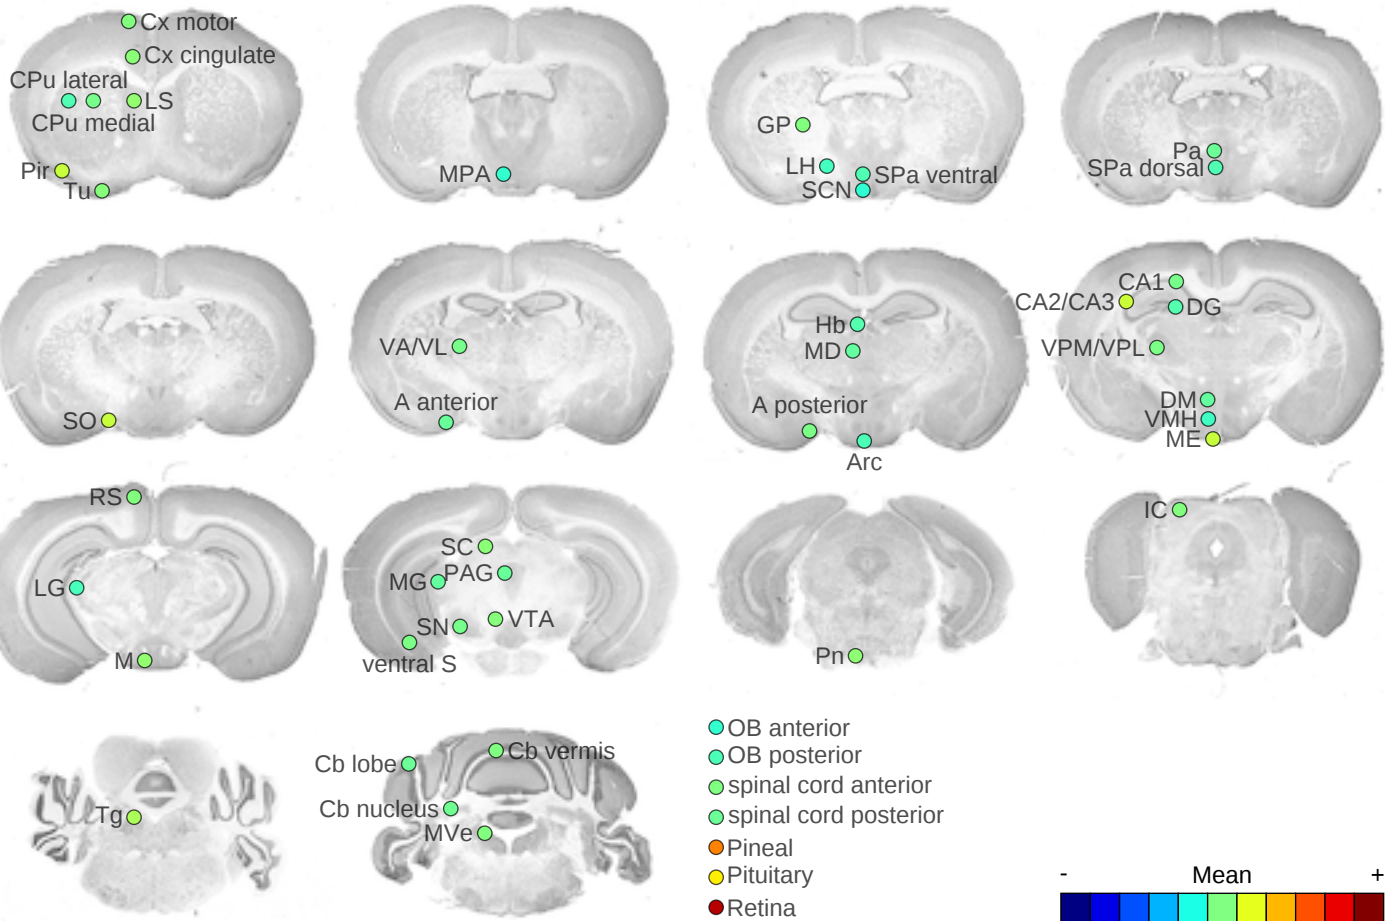 Cx motor
Cx cingulate
CPu lateral
LS
CPu medial
Pir
Tu
MPA
GP
LH
SPa ventral
SCN
Pa
SPa dorsal
SO
VA/VL
A anterior
Hb
MD
A posterior
Arc
CA1
CA2/CA3
DG
VPM/VPL
DM
VMH
ME
RS
LG
M
SC
MG
PAG
SN
VTA
ventral S
Pn
IC
Tg
Cb lobe
Cb vermis
Cb nucleus
MVe
OB anterior
OB posterior
spinal cord anterior
spinal cord posterior
Pineal
Pituitary
Retina
- Mean +